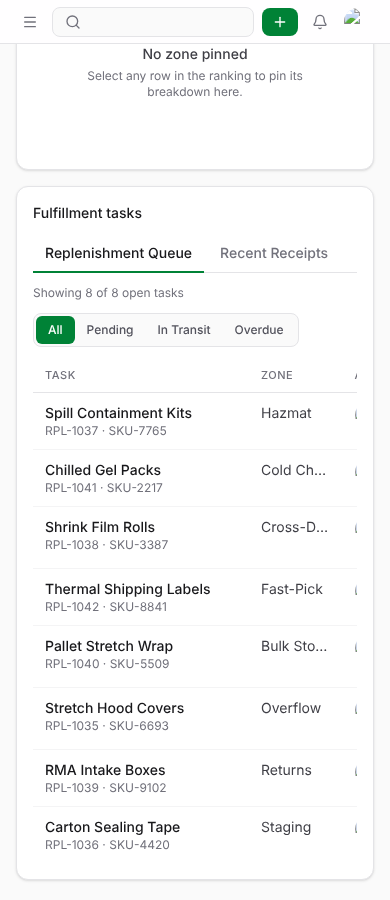 No zone pinned
Select any row in the ranking to pin its
breakdown here.
Fulfillment tasks
Replenishment Queue Recent Receipts
Showing 8 of 8 open tasks
All Pending In Transit Overdue
TASK ZONE
Spill Containment Kits Hazmat
RPL-1037 · SKU-7765
Chilled Gel Packs Cold Ch...
RPL-1041 · SKU-2217
Shrink Film Rolls Cross-D...
RPL-1038 · SKU-3387
Thermal Shipping Labels Fast-Pick
RPL-1042 · SKU-8841
Pallet Stretch Wrap Bulk Sto...
RPL-1040 · SKU-5509
Stretch Hood Covers Overflow
RPL-1035 · SKU-6693
RMA Intake Boxes Returns
RPL-1039 · SKU-9102
Carton Sealing Tape Staging
RPL-1036 · SKU-4420